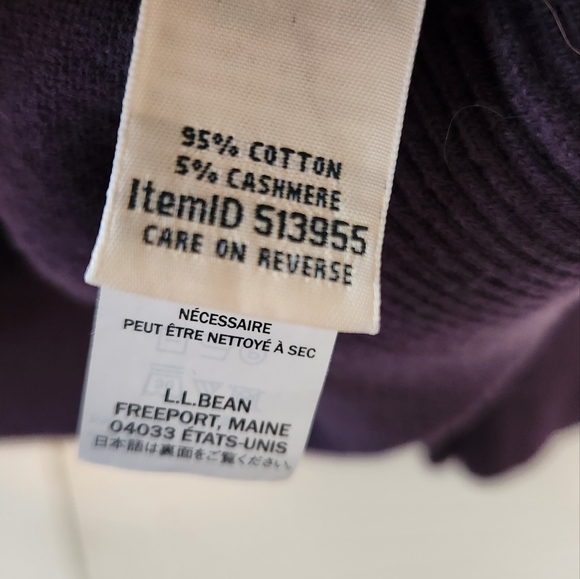 95% COTTON
5% CASHMERE
ItemID 513955
CARE ON REVERSE
NÉCESSAIRE
PEUT ÊTRE NETTOYÉ À SEC
L.L.BEAN
FREEPORT, MAINE
04033 ÉTATS-UNIS
日本語は裏面をご覧ください。